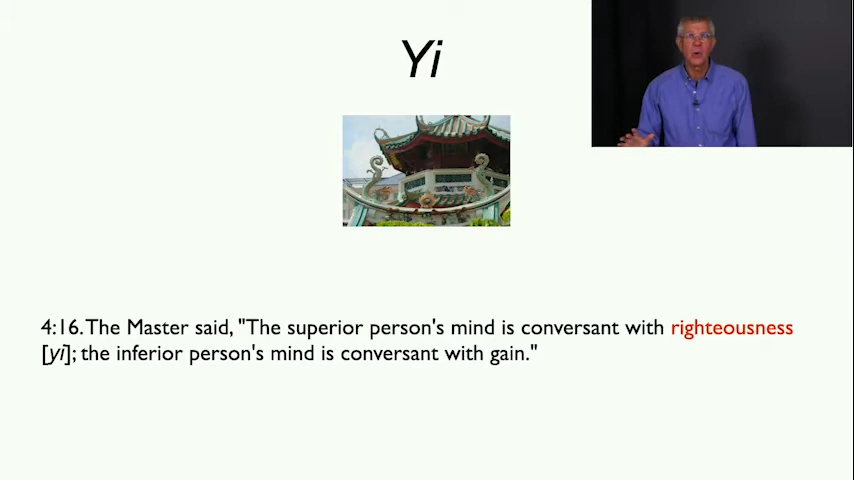 Yi
4:16. The Master said, "The superior person's mind is conversant with righteousness
[yi]; the inferior person's mind is conversant with gain."